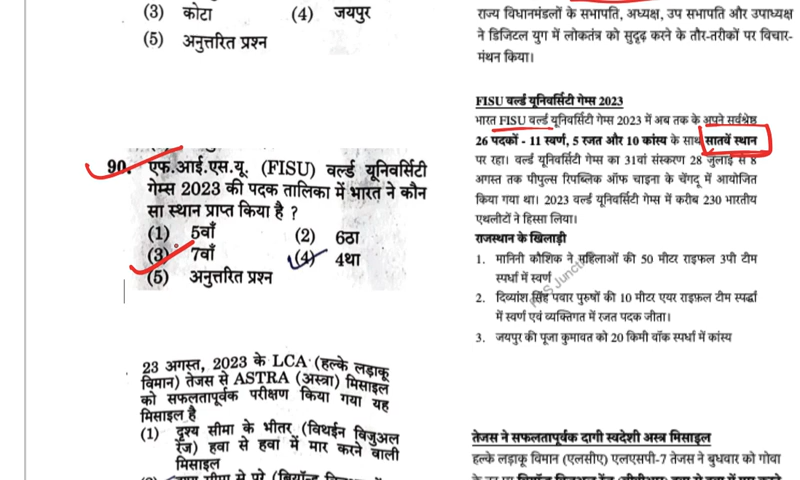 (3) कोटा (4) जयपुर
(5) अनुत्तरित प्रश्न
90. एफ.आई.एस.यू. (FISU) वर्ल्ड यूनिवर्सिटी
गेम्स 2023 की पदक तालिका में भारत ने कौन
सा स्थान प्राप्त किया है ?
(1) 5वाँ (2) 6ठा
(3) 7वाँ (4) 4था
(5) अनुत्तरित प्रश्न
23 अगस्त, 2023 के LCA (हल्के लड़ाकू
विमान) तेजस से ASTRA (अस्त्रा) मिसाइल
को सफलतापूर्वक परीक्षण किया गया यह
मिसाइल है
(1) दृश्य सीमा के भीतर (विथईन विजुअल
रेंज) हवा से हवा में मार करने वाली
मिसाइल
राज्य विधानमंडलों के सभापति, अध्यक्ष, उप सभापति और उपाध्यक्ष
ने डिजिटल युग में लोकतंत्र को सुदृढ़ करने के तौर-तरीकों पर विचार-
मंथन किया।
FISU वर्ल्ड यूनिवर्सिटी गेम्स 2023
भारत FISU वर्ल्ड यूनिवर्सिटी गेम्स 2023 में अब तक के अपने सर्वश्रेष्ठ
26 पदकों - 11 स्वर्ण, 5 रजत और 10 कांस्य के साथ सातवें स्थान
पर रहा। वर्ल्ड यूनिवर्सिटी गेम्स का 31वां संस्करण 28 जुलाई से 8
अगस्त तक पीपुल्स रिपब्लिक ऑफ चाइना के चेंगदू में आयोजित
किया गया था। 2023 वर्ल्ड यूनिवर्सिटी गेम्स में करीब 230 भारतीय
एथलीटों ने हिस्सा लिया।
राजस्थान के खिलाड़ी
1. मानिनी कौशिक ने महिलाओं की 50 मीटर राइफल 3पी टीम
स्पर्धा में स्वर्ण
2. दिव्यांश सिंह पवार पुरुषों की 10 मीटर एयर राइफ़ल टीम स्पर्द्धा
में स्वर्ण एवं व्यक्तिगत में रजत पदक जीता।
3. जयपुर की पूजा कुमावत को 20 किमी वॉक स्पर्धा में कांस्य
तेजस ने सफलतापूर्वक दागी स्वदेशी अस्त्र मिसाइल
हल्के लड़ाकू विमान (एलसीए) एलएसपी-7 तेजस ने बुधवार को गोवा